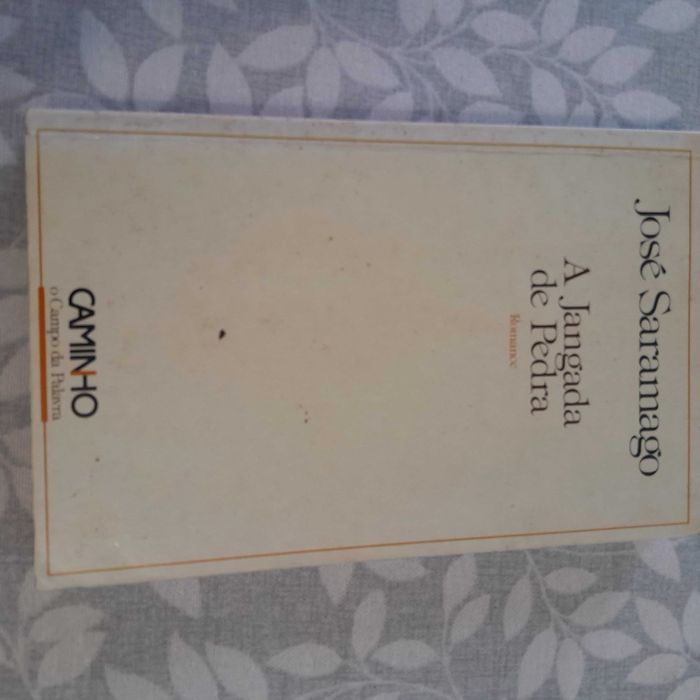 José Saramago
A Jangada
de Pedra
Romance
CAMINHO
o Campo da Palavra